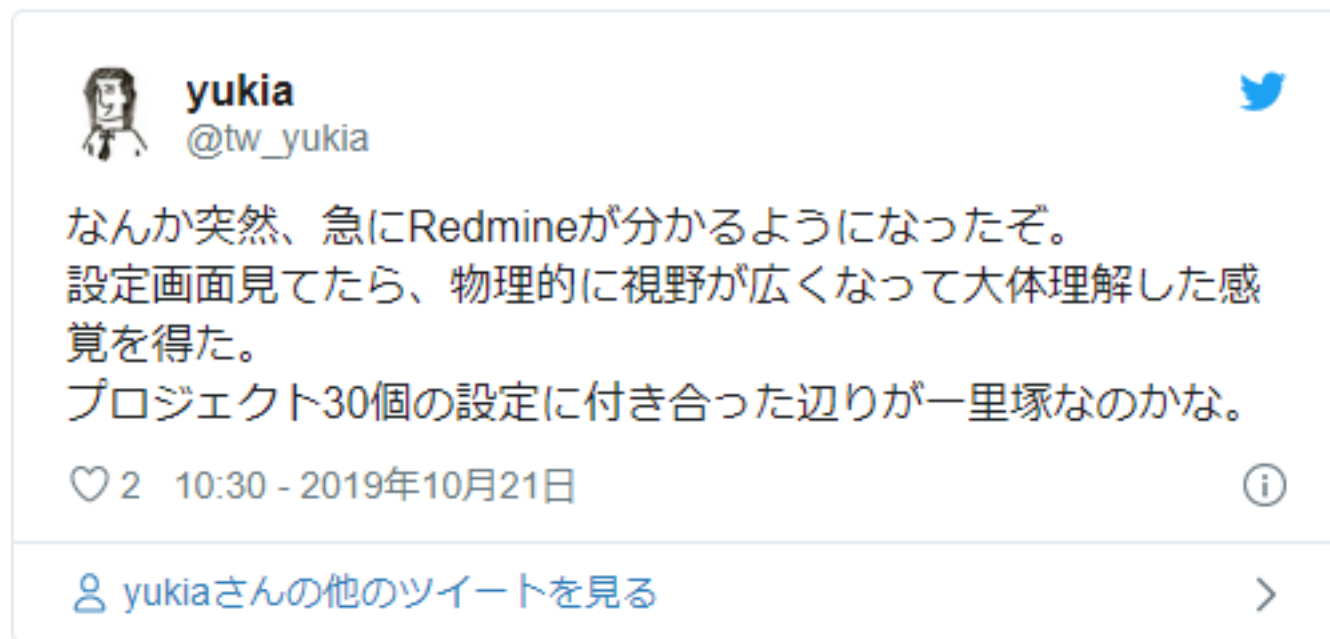 yukia
@tw_yukia
なんか突然、急にRedmineが分かるようになったぞ。
設定画面見てたら、物理的に視野が広くなって大体理解した感
覚を得た。
プロジェクト30個の設定に付き合った辺りが一里塚なのかな。
2 10:30 - 2019年10月21日
yukiaさんの他のツイートを見る